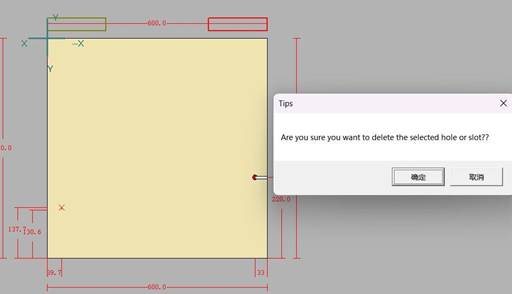 Y
600.0
X
—X
Y
Tips
Are you sure you want to delete the selected hole or slot??
确定
取消
0.0
220.0
137.7
130.6
39.7
33
600.0